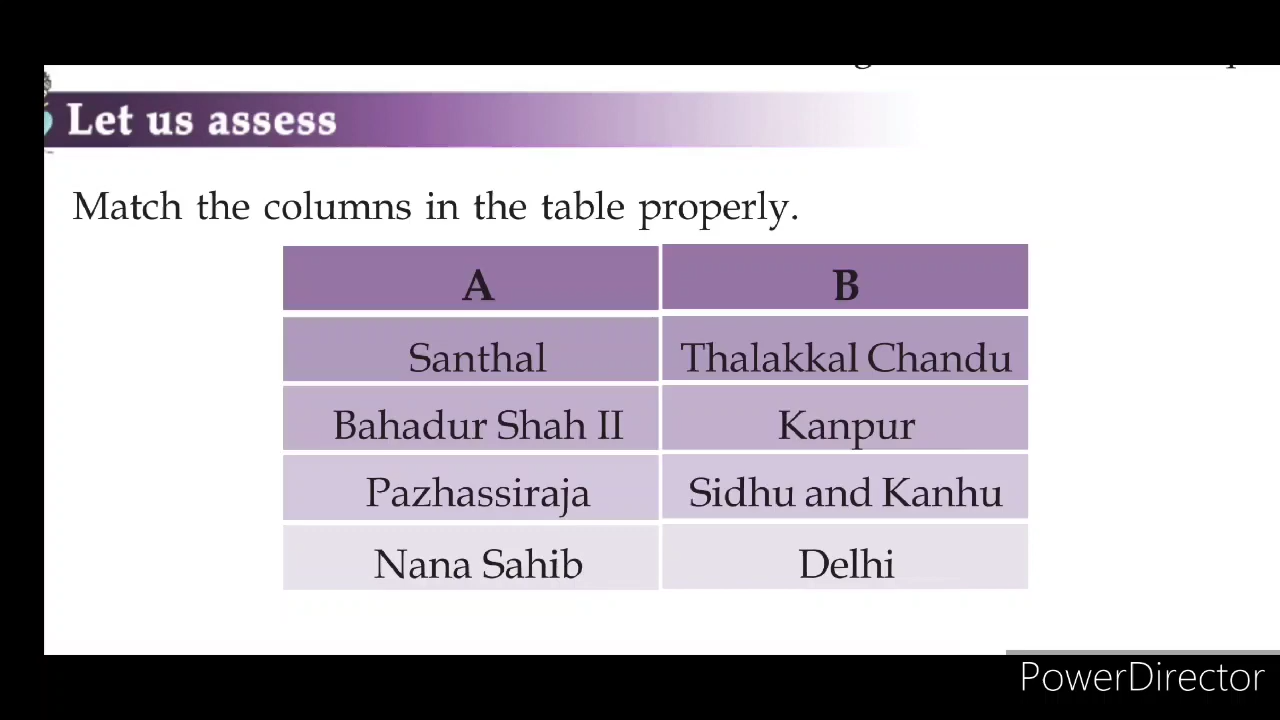 Let us assess
Match the columns in the table properly.
A B
Santhal Thalakkal Chandu
Bahadur Shah II Kanpur
Pazhassiraja Sidhu and Kanhu
Nana Sahib Delhi
PowerDirector